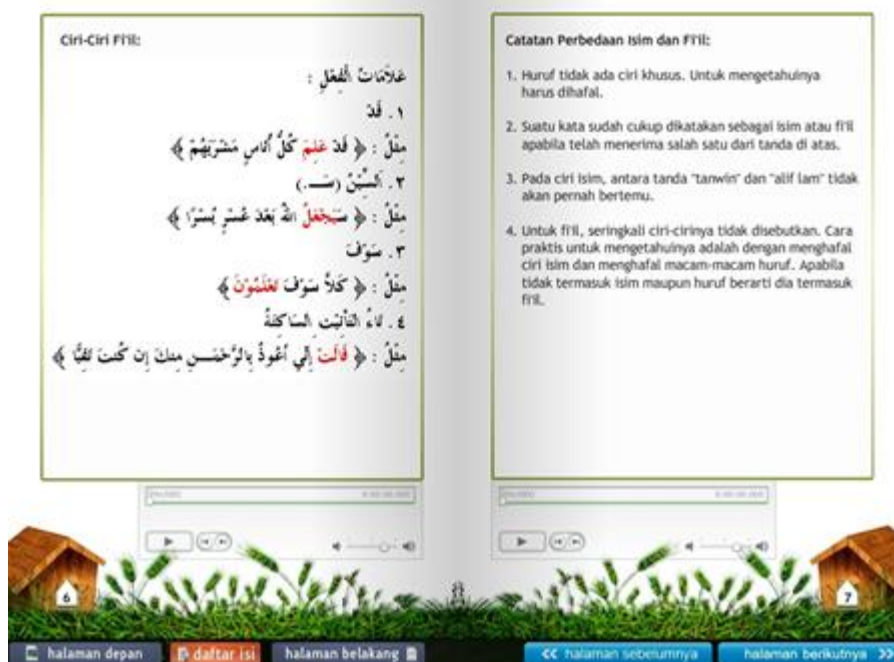 Ciri-Ciri Fi'il:
عَلاَمَاتُ الْفِعْلِ :
١. قَدْ
مِثْلُ : ﴿ قَدْ عَلِمَ كُلُّ أُنَاسٍ مَشْرَبَهُمْ ﴾
٢. السِّيْنُ (سَـ.)
مِثْلُ : ﴿ سَيَجْعَلُ اللهُ بَعْدَ عُسْرٍ يُسْرًا ﴾
٣. سَوْفَ
مِثْلُ : ﴿ كَلاَّ سَوْفَ تَعْلَمُوْنَ ﴾
٤. تَاءُ التَّأْنِيْثِ السَّاكِنَةُ
مِثْلُ : ﴿ قَالَتْ إِنِّي أَعُوذُ بِالرَّحْمَـنِ مِنكَ إِن كُنتَ تَقِيًّا ﴾
6
Catatan Perbedaan Isim dan Fi'il:
1. Huruf tidak ada ciri khusus. Untuk mengetahuinya
harus dihafal.
2. Suatu kata sudah cukup dikatakan sebagai isim atau fi'il
apabila telah menerima salah satu dari tanda di atas.
3. Pada ciri isim, antara tanda "tanwin" dan "alif lam" tidak
akan pernah bertemu.
4. Untuk fi'il, seringkali ciri-cirinya tidak disebutkan. Cara
praktis untuk mengetahuinya adalah dengan menghafal
ciri isim dan menghafal macam-macam huruf. Apabila
tidak termasuk isim maupun huruf berarti dia termasuk
fi'il.
7
halaman depan
daftar isi
halaman belakang
<< halaman sebelumnya
halaman berikutnya >>